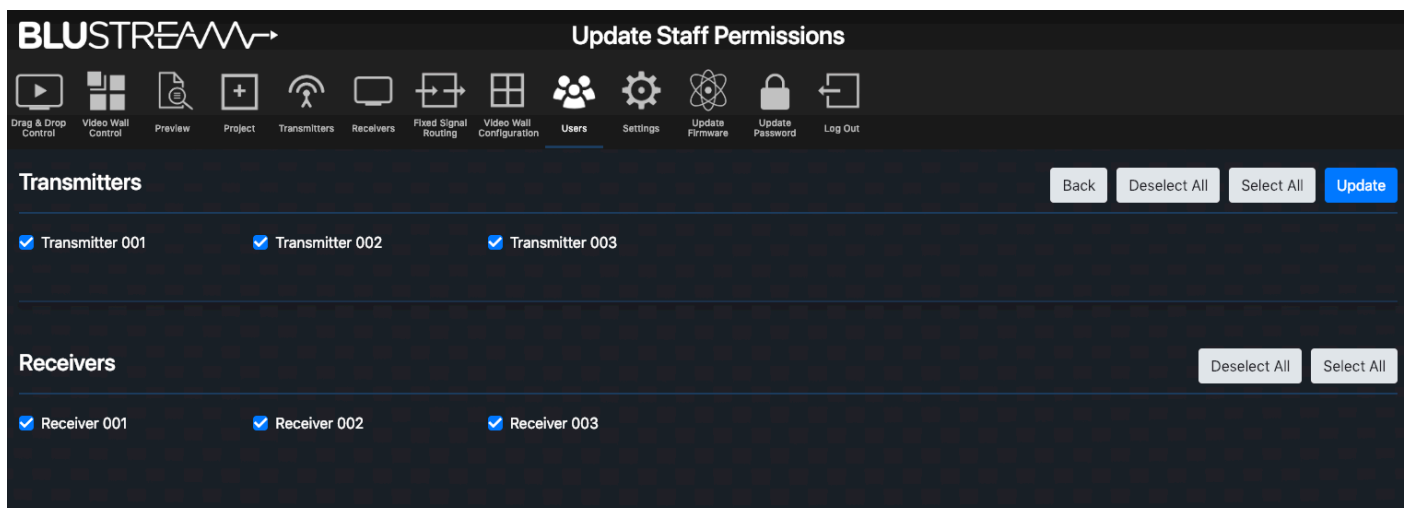 BLUSTREAM
Update Staff Permissions
Drag & Drop
Control
Video Wall
Control
Preview
Project
Transmitters
Receivers
Fixed Signal
Routing
Video Wall
Configuration
Users
Settings
Update
Firmware
Update
Password
Log Out
Transmitters
Back
Deselect All
Select All
Update
Transmitter 001
Transmitter 002
Transmitter 003
Receivers
Deselect All
Select All
Receiver 001
Receiver 002
Receiver 003